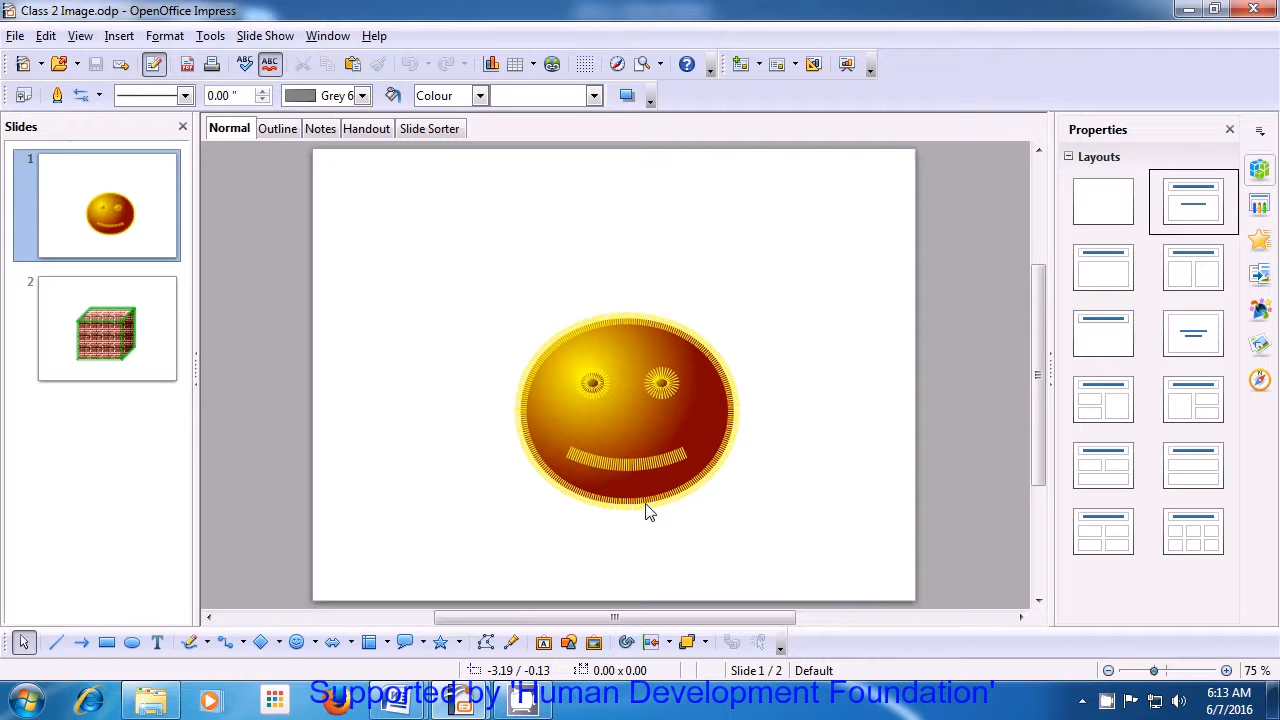 Class 2 Image.odp - OpenOffice Impress
File Edit View Insert Format Tools Slide Show Window Help
ABC ABC
0.00 " Grey 6 Colour
Slides
Normal Outline Notes Handout Slide Sorter
Properties
Layouts
1
2
-3.19 / -0.13 0.00 x 0.00 Slide 1 / 2 Default 75 %
Supported by 'Human Development Foundation'
6:13 AM
6/7/2016